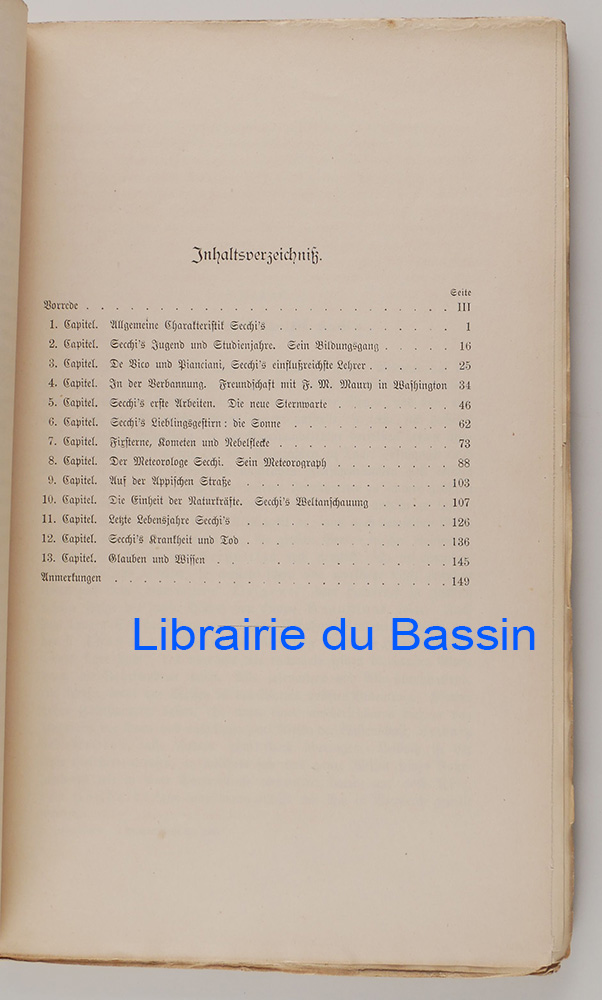 Inhaltsverzeichniß.
Seite
Vorrede . . . . . . . . . . . . . . . . . . . . . . III
1. Capitel. Allgemeine Charakteristik Secchi's . . . . . . . . . . 1
2. Capitel. Secchi's Jugend und Studienjahre. Sein Bildungsgang . . . . 16
3. Capitel. De Vico und Pianciani, Secchi's einflußreichste Lehrer . . . . . 25
4. Capitel. In der Verbannung. Freundschaft mit F. M. Maury in Washington 34
5. Capitel. Secchi's erste Arbeiten. Die neue Sternwarte . . . . . . . 46
6. Capitel. Secchi's Lieblingsgestirn: die Sonne . . . . . . . . . 62
7. Capitel. Fixsterne, Kometen und Nebelflecke . . . . . . . . . . 73
8. Capitel. Der Meteorologe Secchi. Sein Meteorograph . . . . . . . 88
9. Capitel. Auf der Appischen Straße . . . . . . . . . . . . 103
10. Capitel. Die Einheit der Naturkräfte. Secchi's Weltanschauung . . . . . 107
11. Capitel. Letzte Lebensjahre Secchi's . . . . . . . . . . . . 126
12. Capitel. Secchi's Krankheit und Tod . . . . . . . . . . . . 136
13. Capitel. Glauben und Wissen . . . . . . . . . . . . . 145
Anmerkungen . . . . . . . . . . . . . . . . . . . . 149
Librairie du Bassin